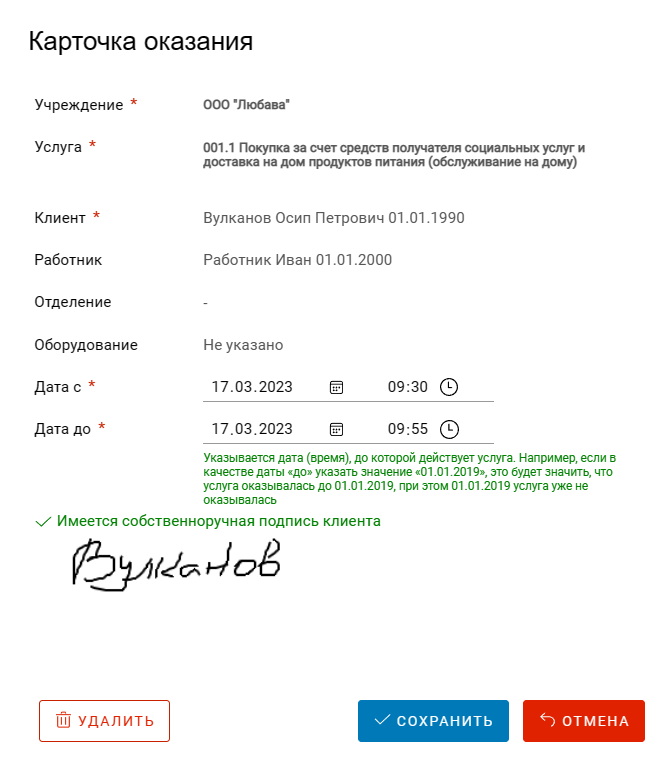 Карточка оказания
Учреждение * ООО "Любава"
Услуга * 001.1 Покупка за счет средств получателя социальных услуг и
доставка на дом продуктов питания (обслуживание на дому)
Клиент * Вулканов Осип Петрович 01.01.1990
Работник Работник Иван 01.01.2000
Отделение -
Оборудование Не указано
Дата с * 17.03.2023 09:30
Дата до * 17.03.2023 09:55
Указывается дата (время), до которой действует услуга. Например, если в
качестве даты «до» указать значение «01.01.2019», это будет значить, что
услуга оказывалась до 01.01.2019, при этом 01.01.2019 услуга уже не
оказывалась
Имеется собственноручная подпись клиента
Вулканов
УДАЛИТЬ СОХРАНИТЬ ОТМЕНА